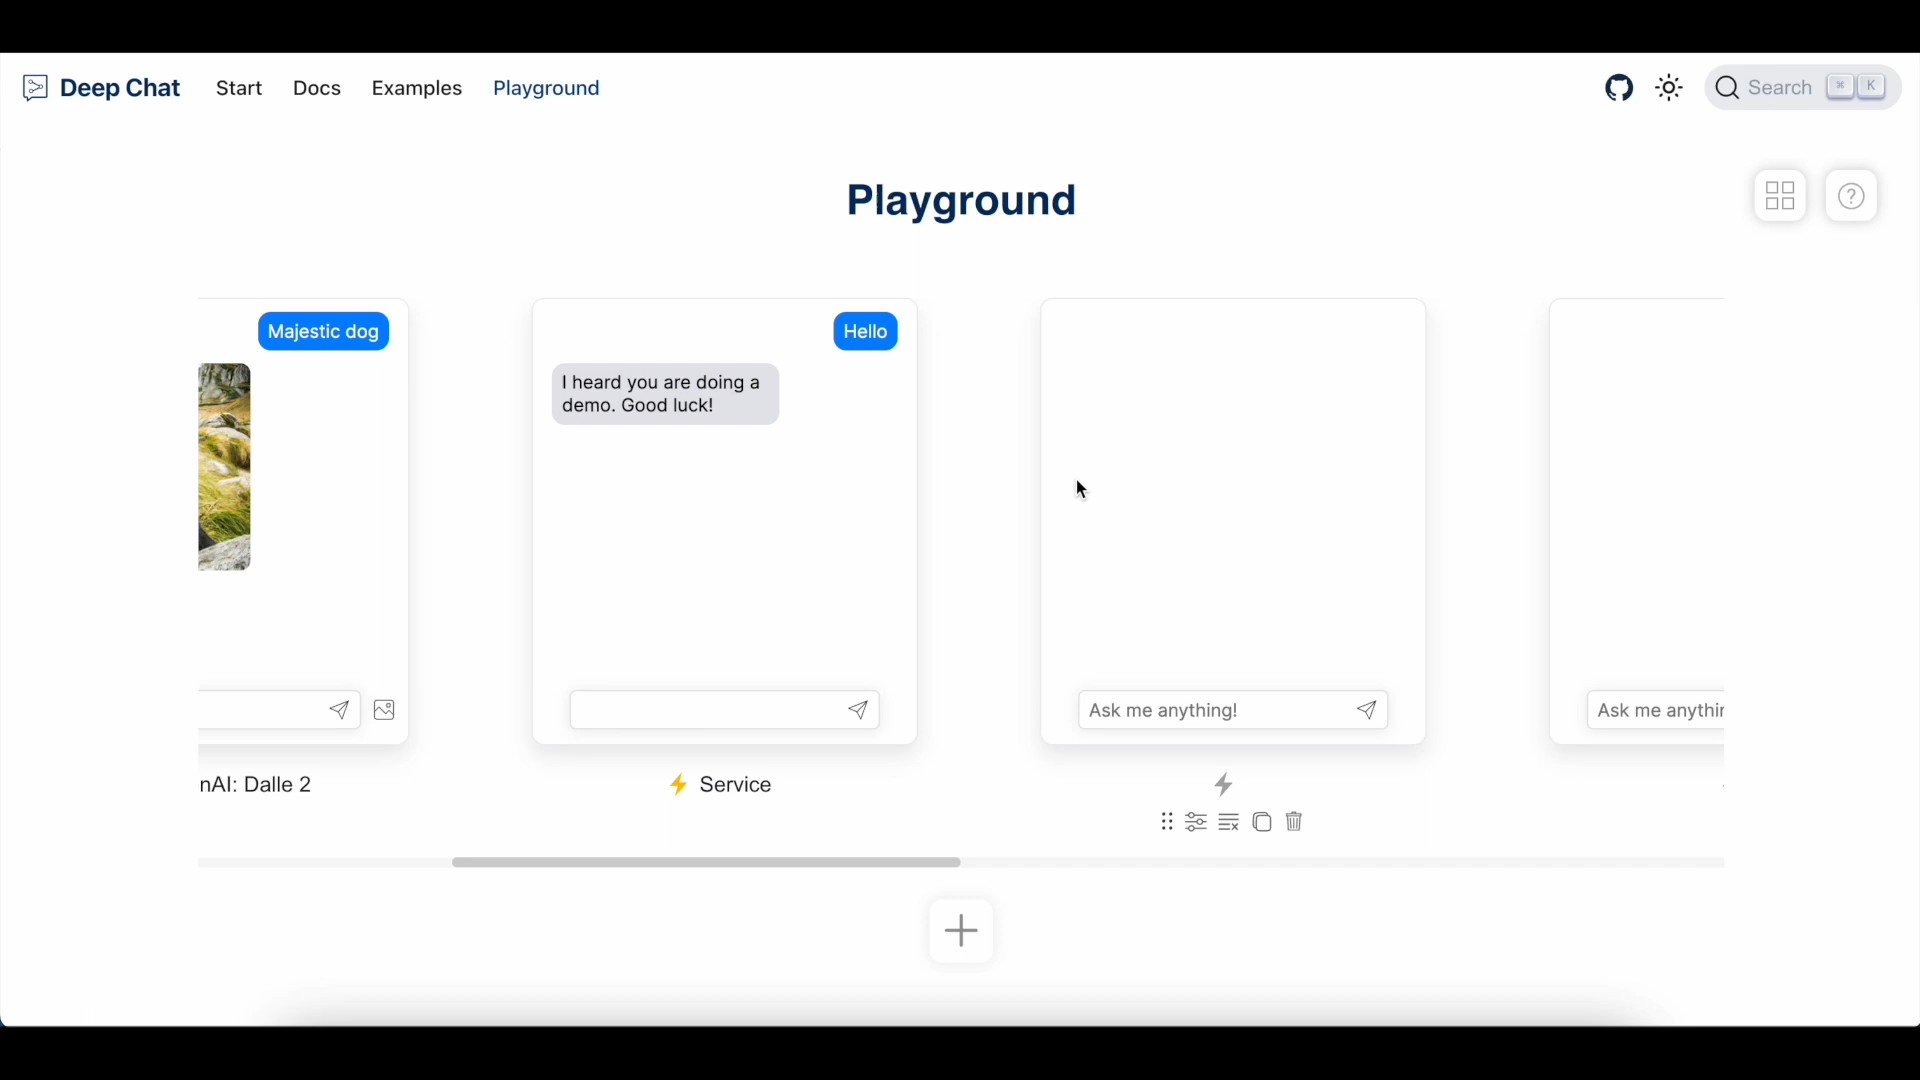 Deep Chat
Start
Docs
Examples
Playground
Search
⌘
K
Playground
Majestic dog
Hello
I heard you are doing a
demo. Good luck!
Ask me anything!
Ask me anythir
nAI: Dalle 2
Service